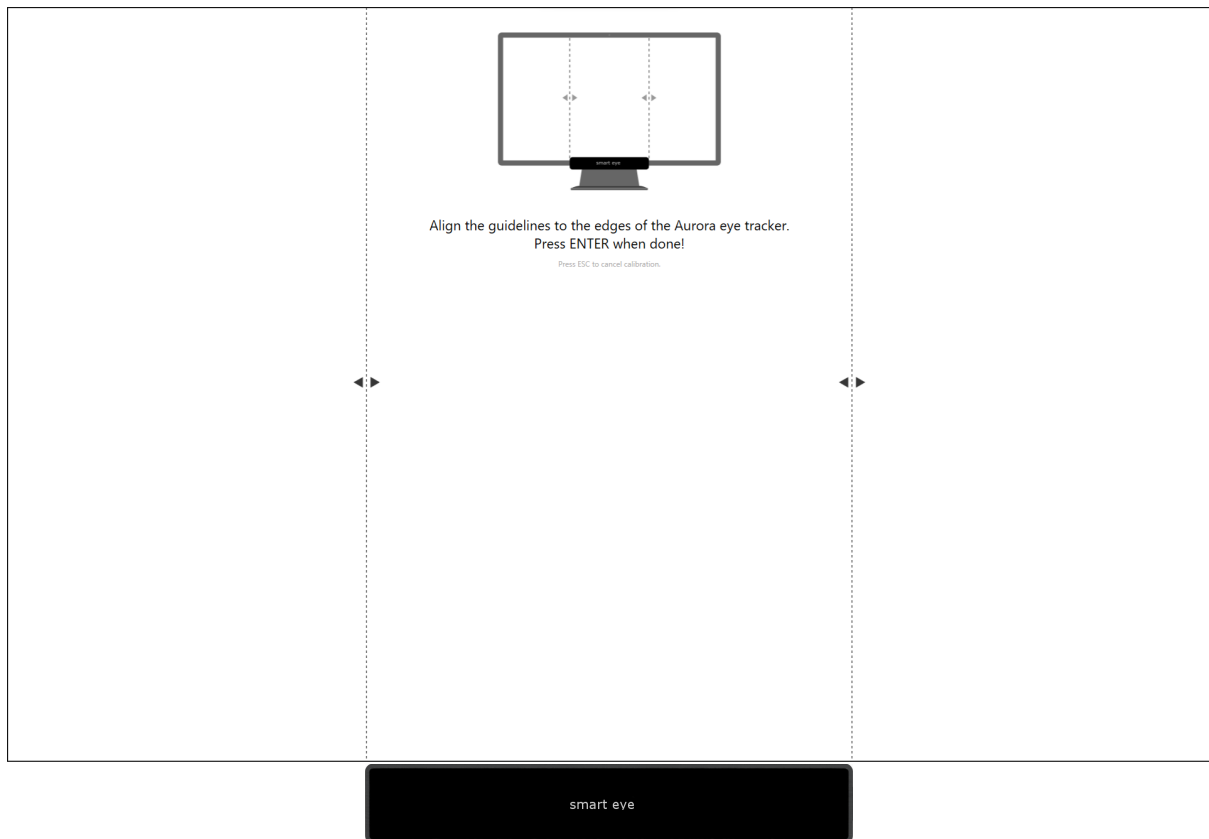 smart eye
Align the guidelines to the edges of the Aurora eye tracker.
Press ENTER when done!
Press ESC to cancel calibration.
smart eye